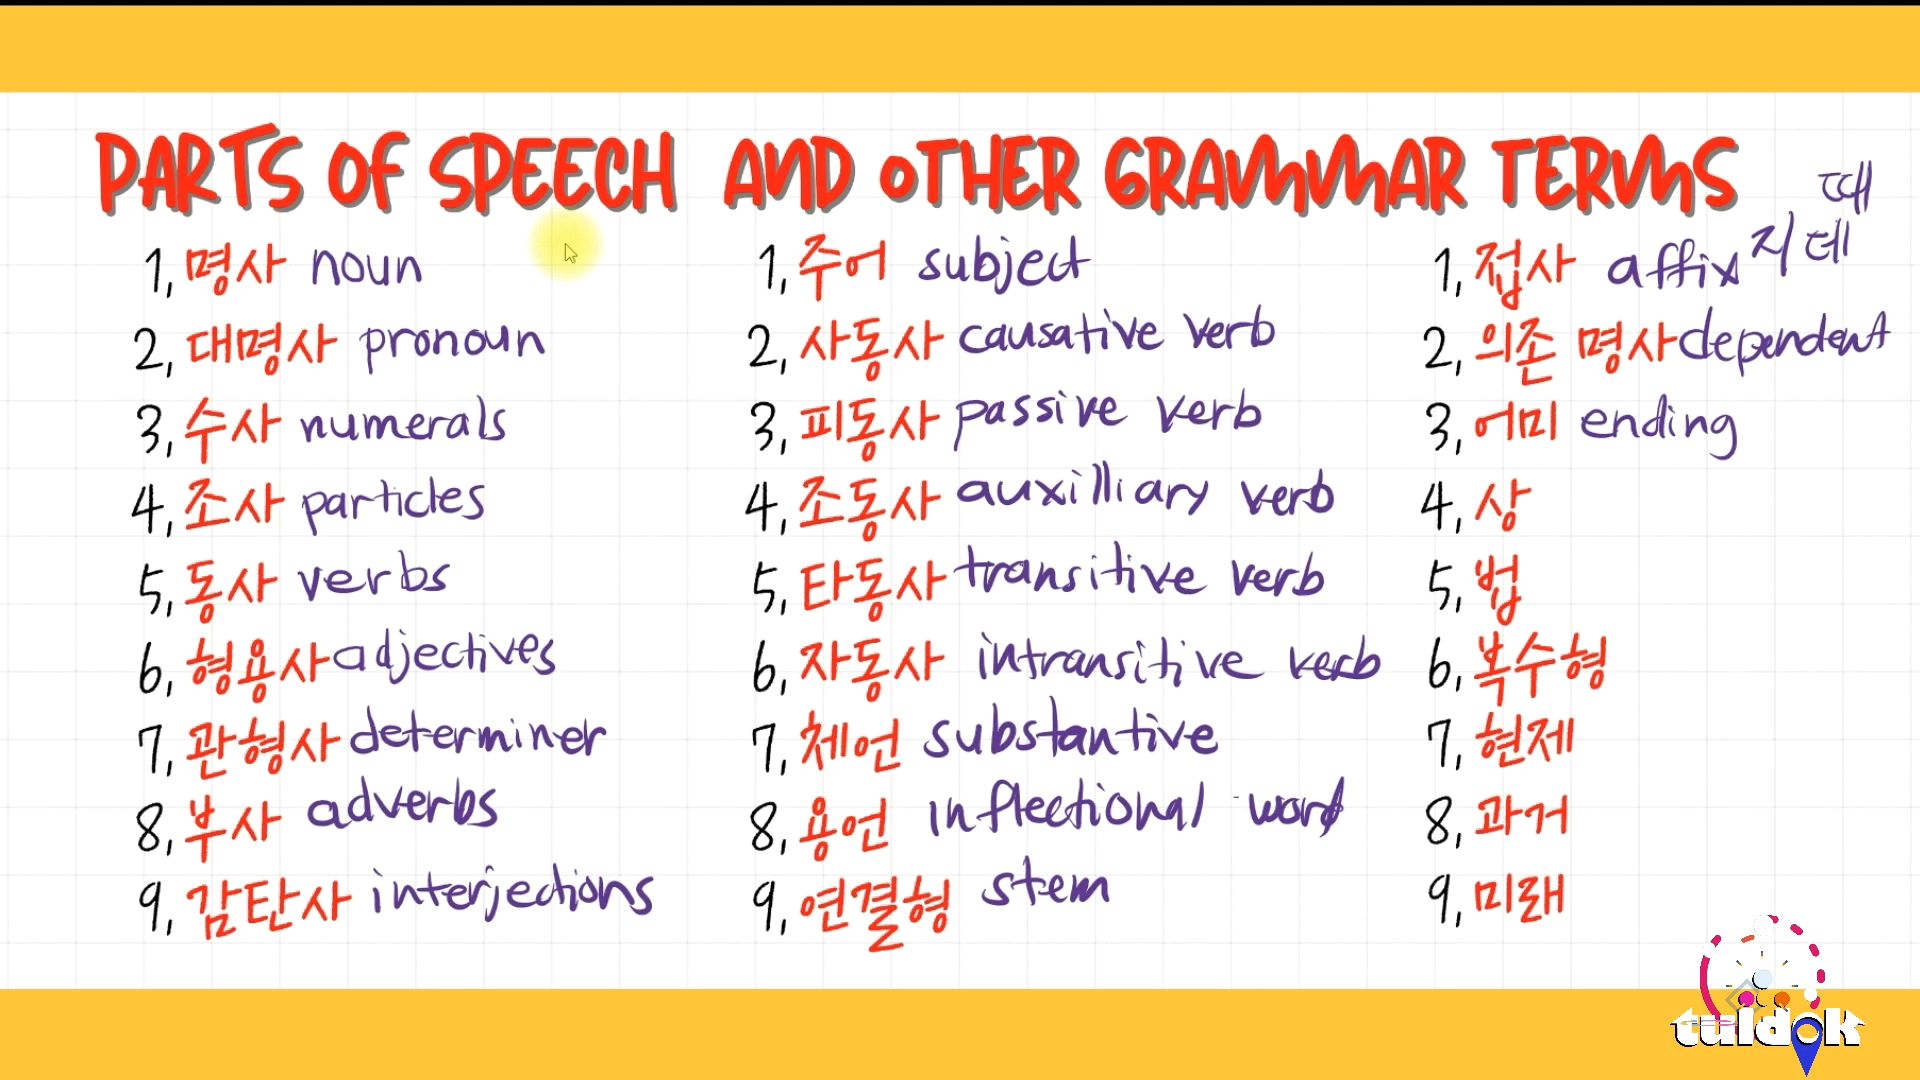 PARTS OF SPEECH AND OTHER GRAMMAR TERMS
1, 명사 noun
2, 대명사 pronoun
3, 수사 numerals
4, 조사 particles
5, 동사 verbs
6, 형용사 adjectives
7, 관형사 determiner
8, 부사 adverbs
9, 감탄사 interjections
1, 주어 subject
2, 사동사 causative verb
3, 피동사 passive verb
4, 조동사 auxilliary verb
5, 타동사 transitive verb
6, 자동사 intransitive verb
7, 체언 substantive
8, 용언 inflectional word
9, 연결형 stem
때
1, 접사 affix 지 데
2, 의존 명사 dependent
3, 어미 ending
4, 상
5, 법
6, 복수형
7, 현제
8, 과거
9, 미래
tuldok